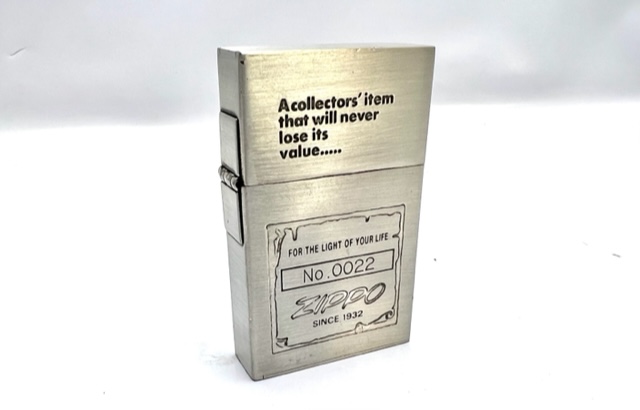 A collectors' item
that will never
lose its
value.....
FOR THE LIGHT OF YOUR LIFE
No.0022
ZIPPO
SINCE 1932